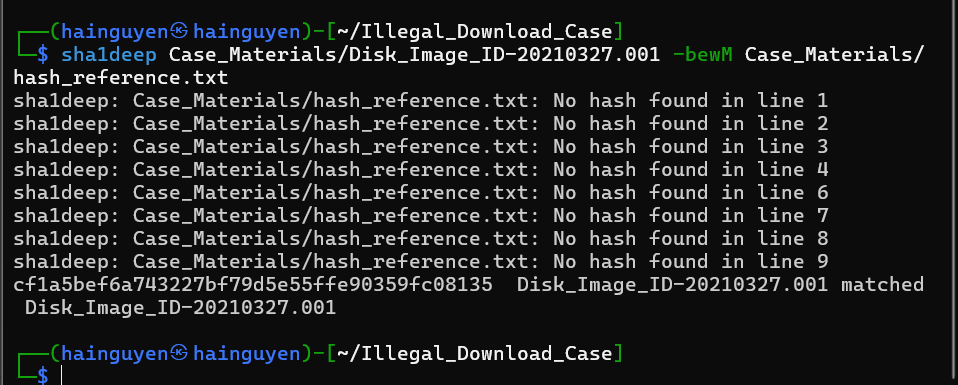 ┌──(hainguyen㉿hainguyen)-[~/Illegal_Download_Case]
└─$ sha1deep Case_Materials/Disk_Image_ID-20210327.001 -bewM Case_Materials/
hash_reference.txt
sha1deep: Case_Materials/hash_reference.txt: No hash found in line 1
sha1deep: Case_Materials/hash_reference.txt: No hash found in line 2
sha1deep: Case_Materials/hash_reference.txt: No hash found in line 3
sha1deep: Case_Materials/hash_reference.txt: No hash found in line 4
sha1deep: Case_Materials/hash_reference.txt: No hash found in line 6
sha1deep: Case_Materials/hash_reference.txt: No hash found in line 7
sha1deep: Case_Materials/hash_reference.txt: No hash found in line 8
sha1deep: Case_Materials/hash_reference.txt: No hash found in line 9
cf1a5bef6a743227bf79d5e55ffe90359fc08135  Disk_Image_ID-20210327.001 matched
 Disk_Image_ID-20210327.001
┌──(hainguyen㉿hainguyen)-[~/Illegal_Download_Case]
└─$